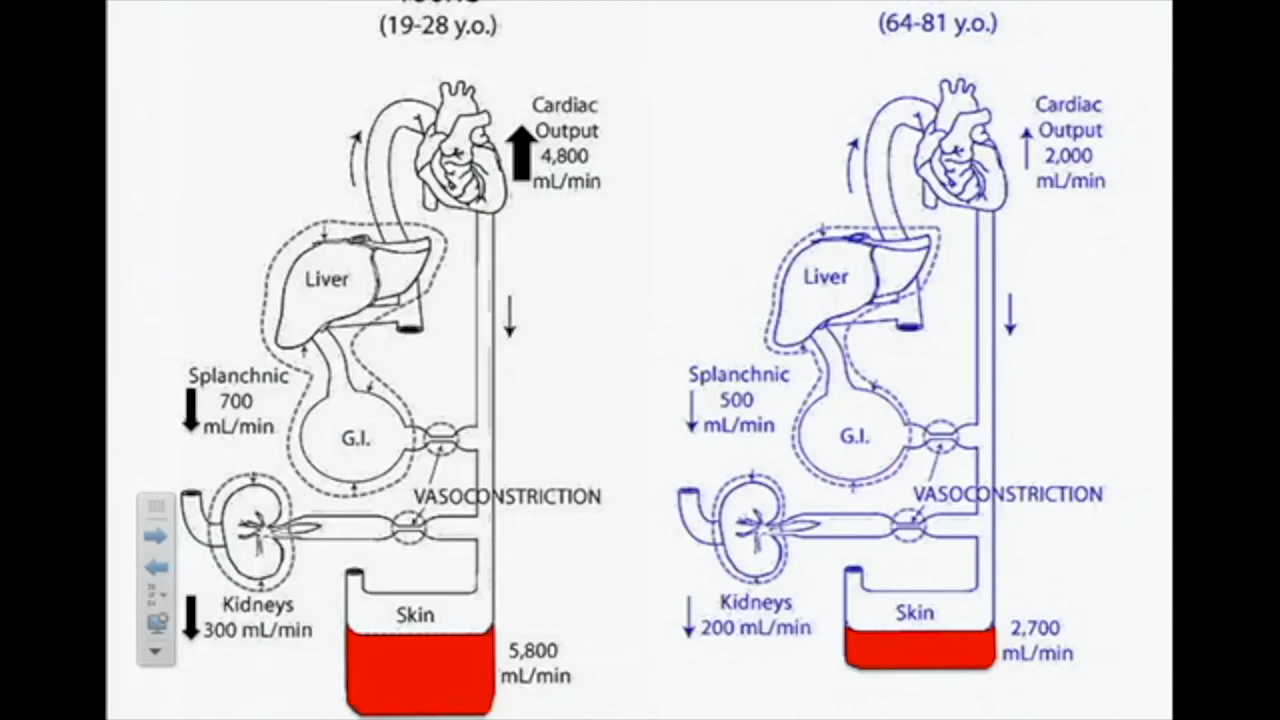 (19-28 y.o.)
Cardiac
Output
4,800
mL/min
Liver
Splanchnic
700
mL/min
G.I.
VASOCONSTRICTION
Kidneys
300 mL/min
Skin
5,800
mL/min
(64-81 y.o.)
Cardiac
Output
2,000
mL/min
Liver
Splanchnic
500
mL/min
G.I.
VASOCONSTRICTION
Kidneys
200 mL/min
Skin
2,700
mL/min